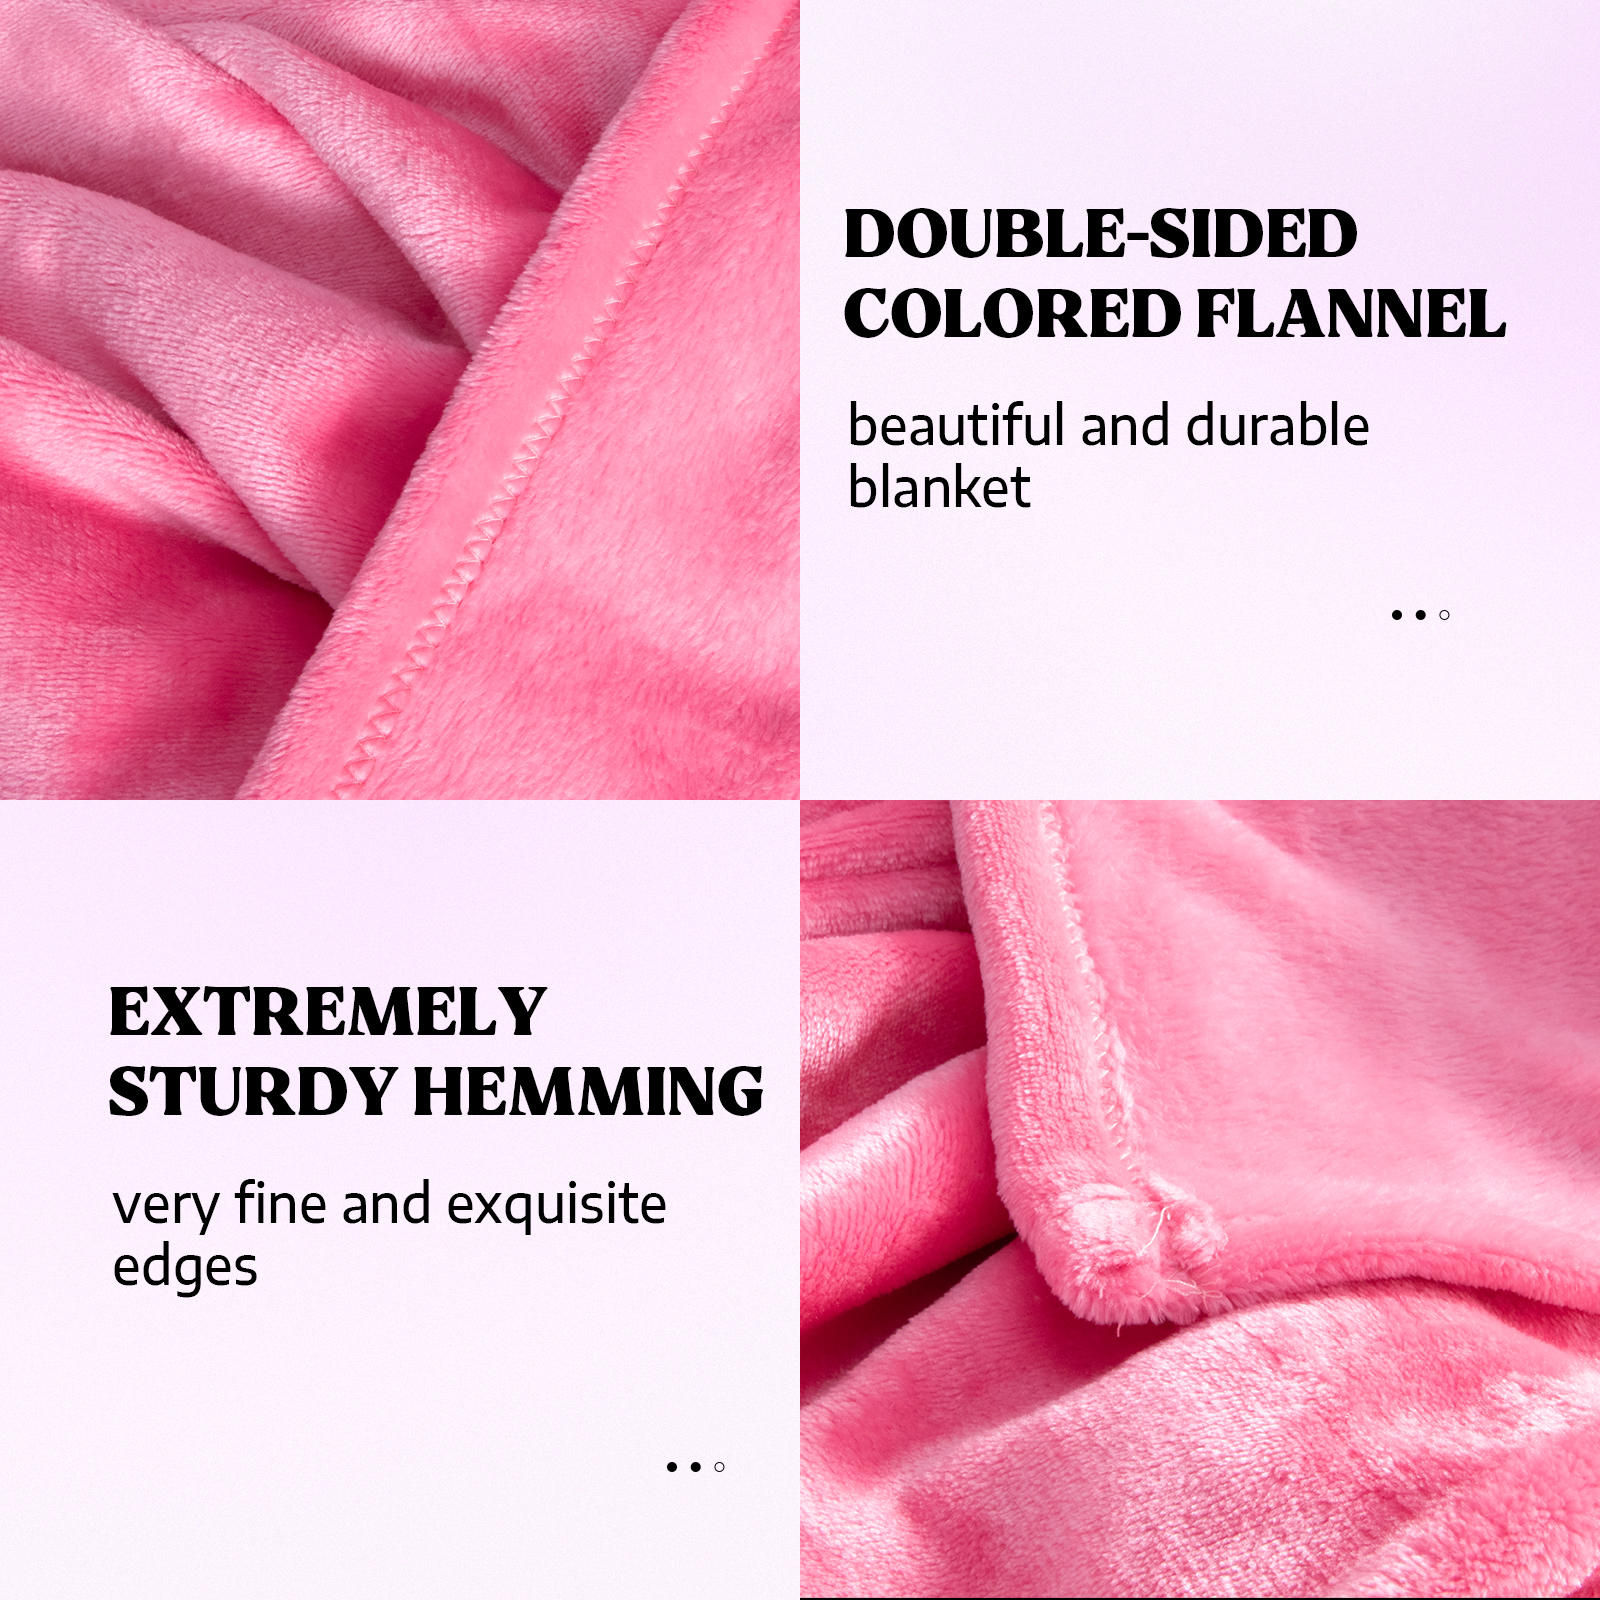 DOUBLE-SIDED
COLORED FLANNEL
beautiful and durable
blanket
EXTREMELY
STURDY HEMMING
very fine and exquisite
edges